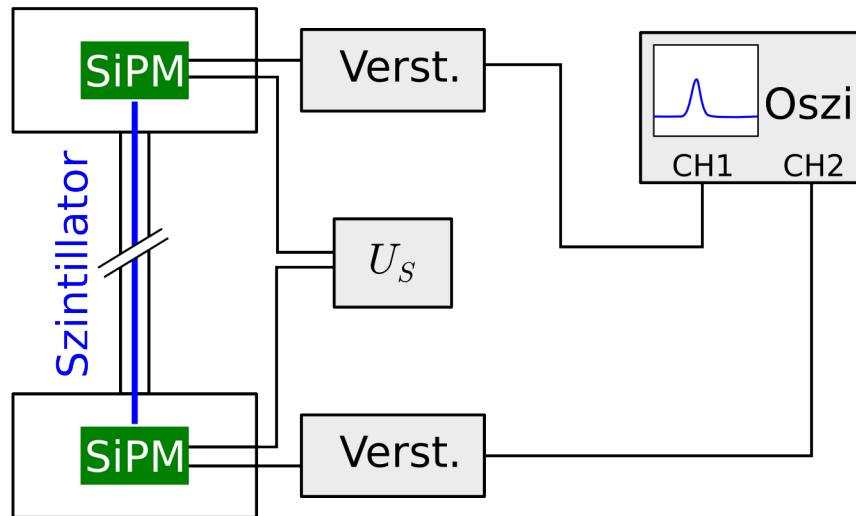 SiPM
Verst.
Oszi
CH1 CH2
Szintillator
U_S
SiPM
Verst.